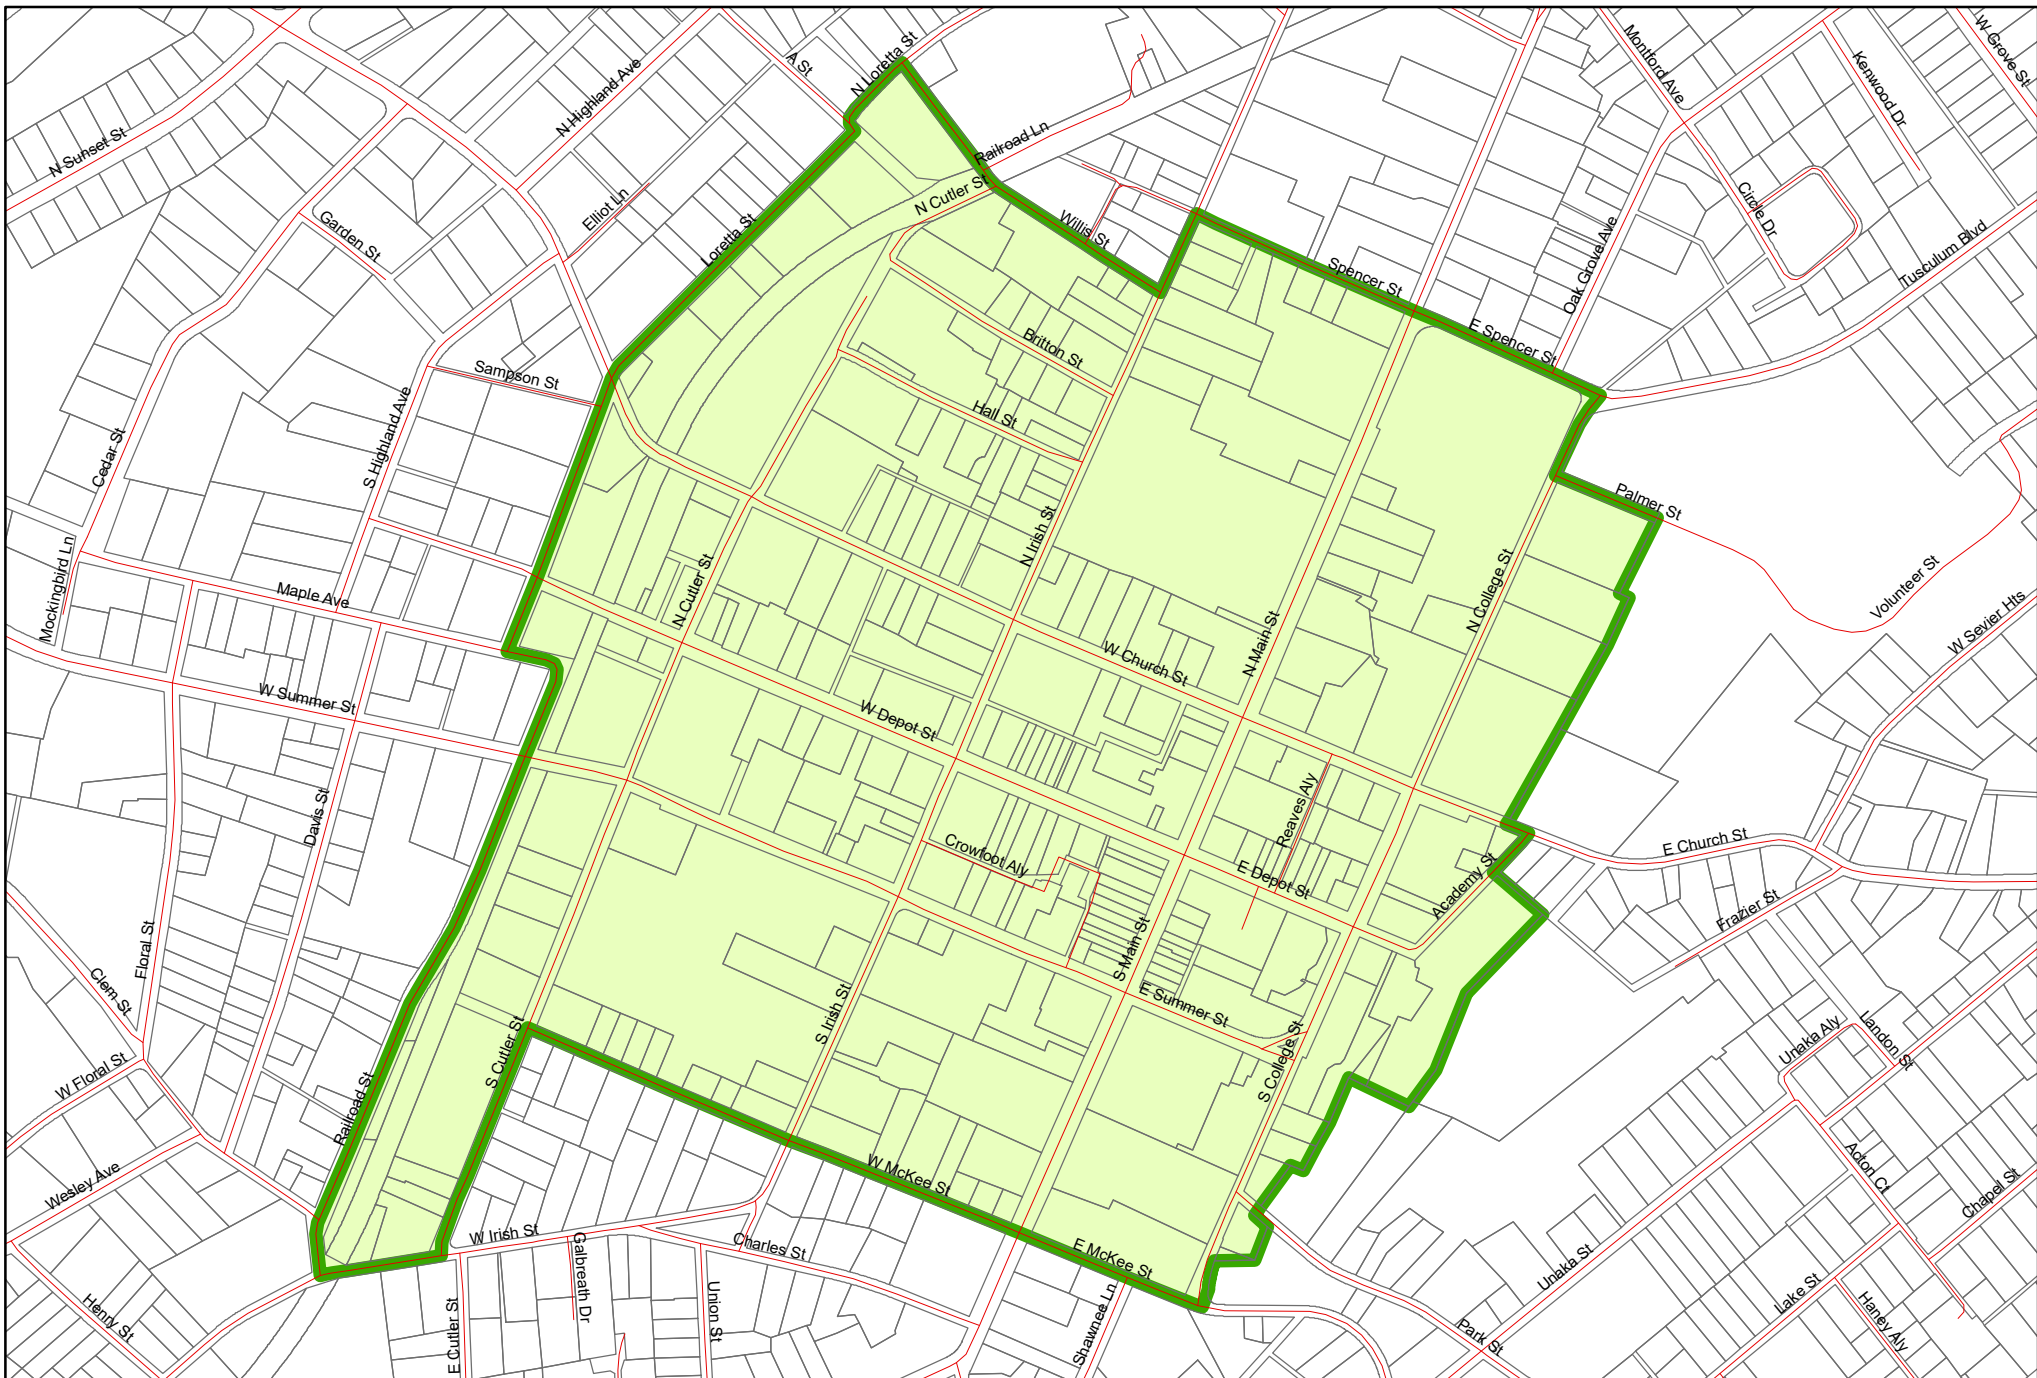 N Loretta St
W Grove St
A St
Montford Ave
N Highland Ave
Kenwood Dr
N Sunset St
Railroad Ln
N Cutler St
Elliot Ln
Circle Dr
Willis St
Garden St
Loretta St
Oak Grove Ave
Tusculum Blvd
Spencer St
E Spencer St
Britton St
Sampson St
Hall St
S Highland Ave
Cedar St
Palmer St
N Irish St
Mockingbird Ln
Maple Ave
N Cutler St
N College St
Volunteer St
W Sevier Hts
N Main St
W Church St
W Summer St
W Depot St
Davis St
Reaves Aly
E Church St
Crowfoot Aly
E Depot St
Academy St
Frazier St
Floral St
S Main St
Clem St
E Summer St
S Irish St
S Cutler St
S College St
Unaka Aly
Landon St
W Floral St
Railroad St
Acton Ct
W McKee St
Wesley Ave
Chapel St
W Irish St
Charles St
Galbreath Dr
E McKee St
Unaka St
Lake St
Union St
Henry St
E Cutler St
Shawnee Ln
Park St
Haney Aly